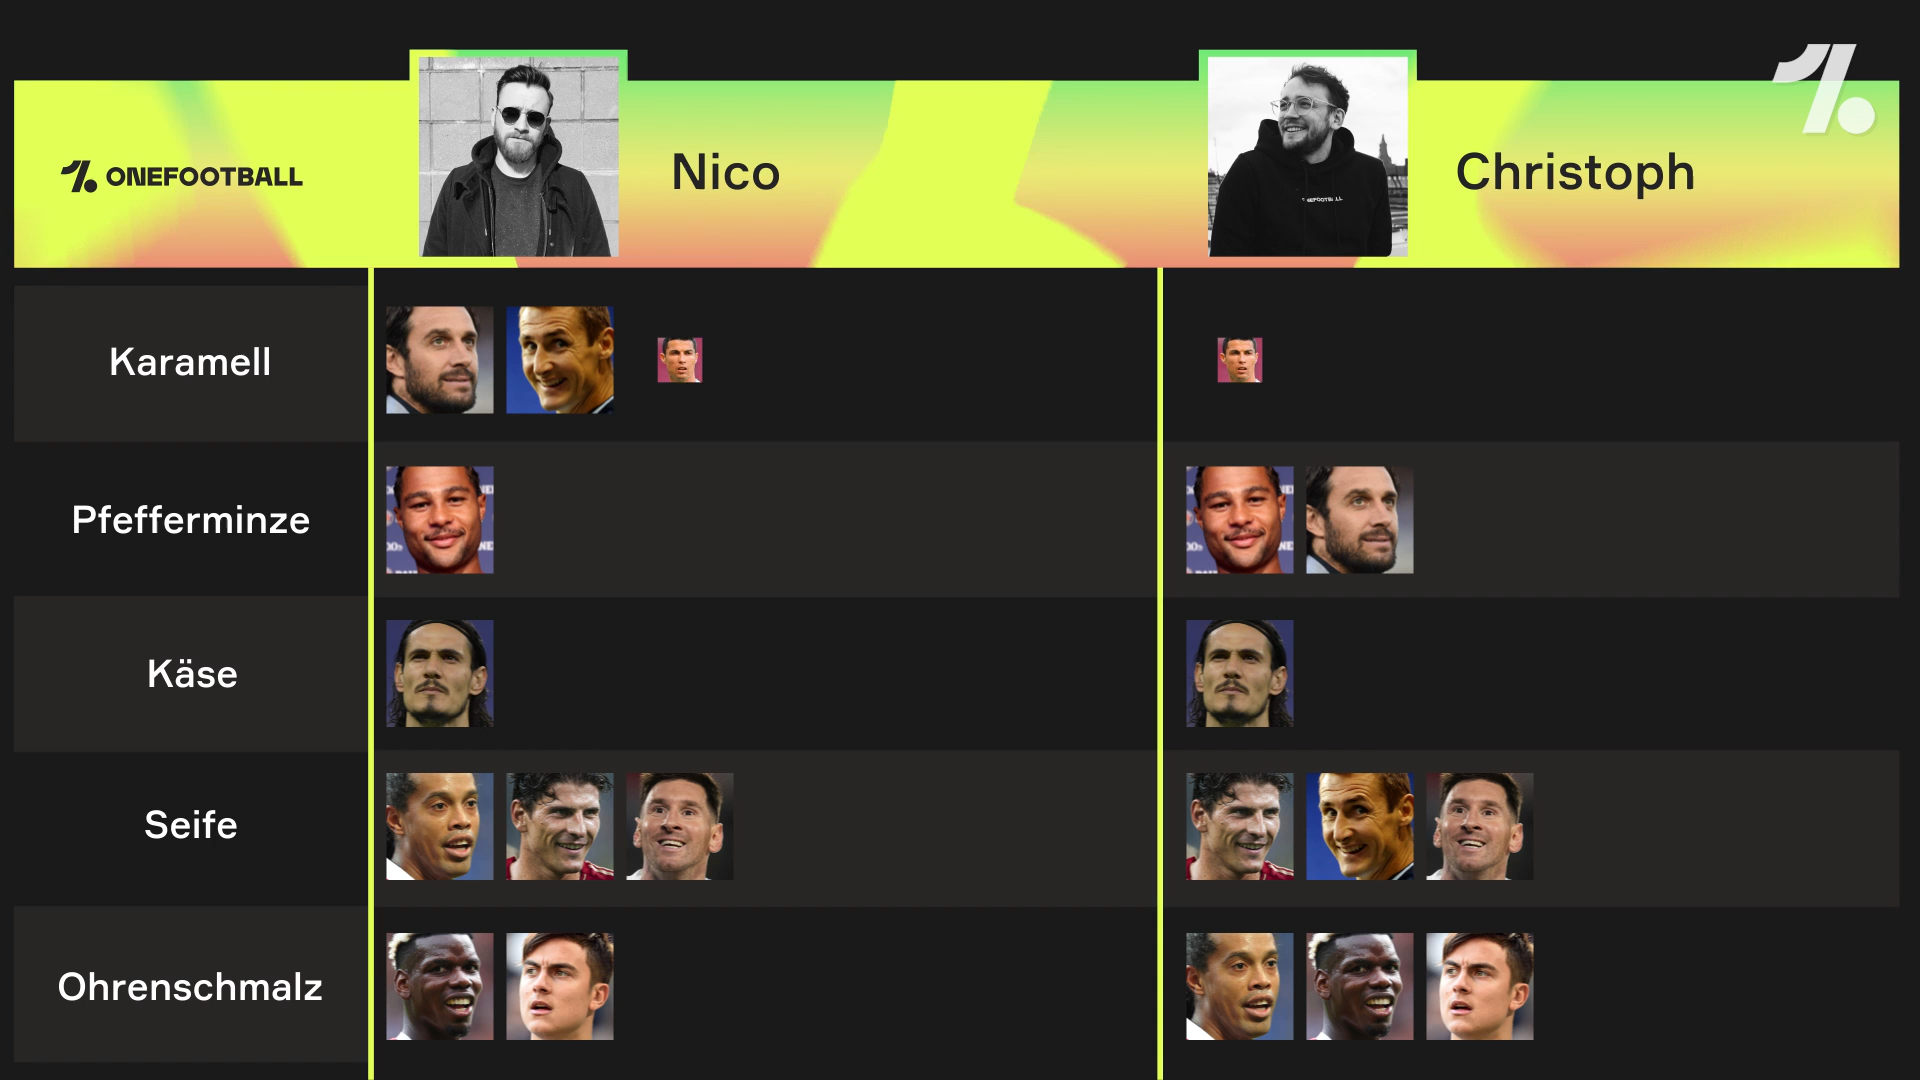 ONEFOOTBALL
Nico
Christoph
Karamell
Pfefferminze
Käse
Seife
Ohrenschmalz